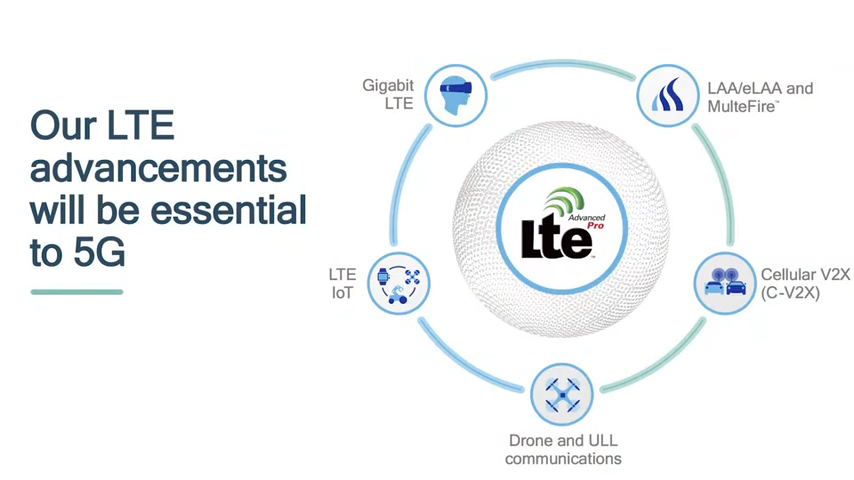 Our LTE
advancements
will be essential
to 5G
Gigabit
LTE
LAA/eLAA and
MulteFire™
Advanced
Pro
LTE™
LTE
IoT
Cellular V2X
(C-V2X)
Drone and ULL
communications